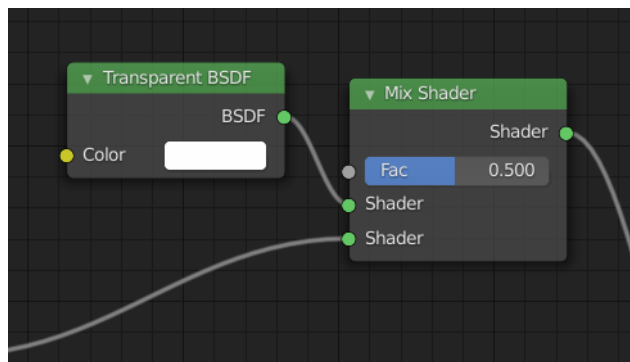 Transparent BSDF
BSDF
Color
Mix Shader
Shader
Fac 0.500
Shader
Shader